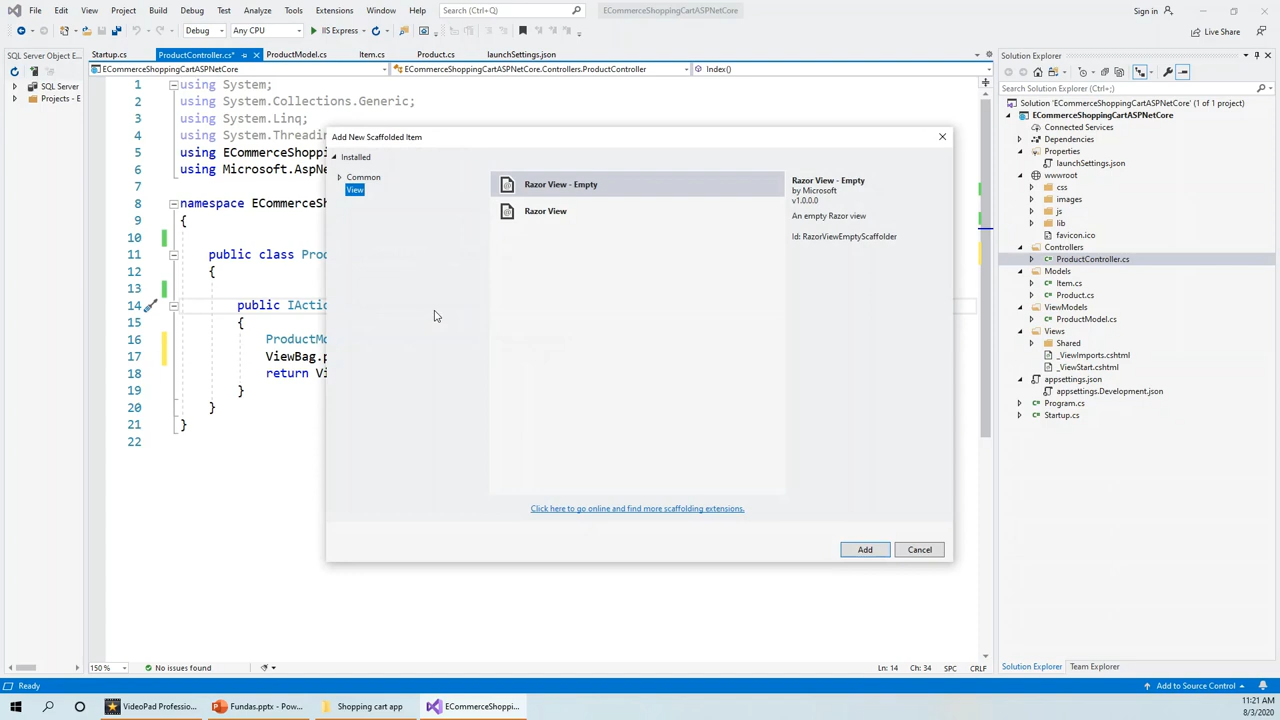 File Edit View Project Build Debug Test Analyze Tools Extensions Window Help Search (Ctrl+Q) ECommerceShoppingCartASPNetCore Sign in
Debug Any CPU IIS Express Live Share
SQL Server Object E... Startup.cs ProductController.cs* ProductModel.cs Item.cs Product.cs launchSettings.json
ECommerceShoppingCartASPNetCore ECommerceShoppingCartASPNetCore.Controllers.ProductController Index()
SQL Server
Projects - E
1 using System;
2 using System.Collections.Generic;
3 using System.Linq;
4 using System.Threadin
5 using ECommerceShoppi
6 using Microsoft.AspNe
7
8 namespace ECommerceSh
9 {
10
11 public class Prod
12 {
13
14 public IActio
15 {
16 ProductMo
17 ViewBag.p
18 return Vi
19 }
20 }
21 }
22
Add New Scaffolded Item
Installed
Common
View
Razor View - Empty
Razor View
Razor View - Empty
by Microsoft
v1.0.0.0
An empty Razor view
Id: RazorViewEmptyScaffolder
Click here to go online and find more scaffolding extensions.
Add Cancel
Solution Explorer
Search Solution Explorer (Ctrl+;)
Solution 'ECommerceShoppingCartASPNetCore' (1 of 1 project)
ECommerceShoppingCartASPNetCore
Connected Services
Dependencies
Properties
launchSettings.json
wwwroot
css
images
js
lib
favicon.ico
Controllers
ProductController.cs
Models
Item.cs
Product.cs
ViewModels
ProductModel.cs
Views
Shared
_ViewImports.cshtml
_ViewStart.cshtml
appsettings.json
appsettings.Development.json
Program.cs
Startup.cs
Solution Explorer Team Explorer
150 % No issues found Ln: 14 Ch: 34 SPC CRLF
Ready Add to Source Control
VideoPad Professio... Fundas.pptx - Pow... Shopping cart app ECommerceShoppi... 11:21 AM
8/3/2020